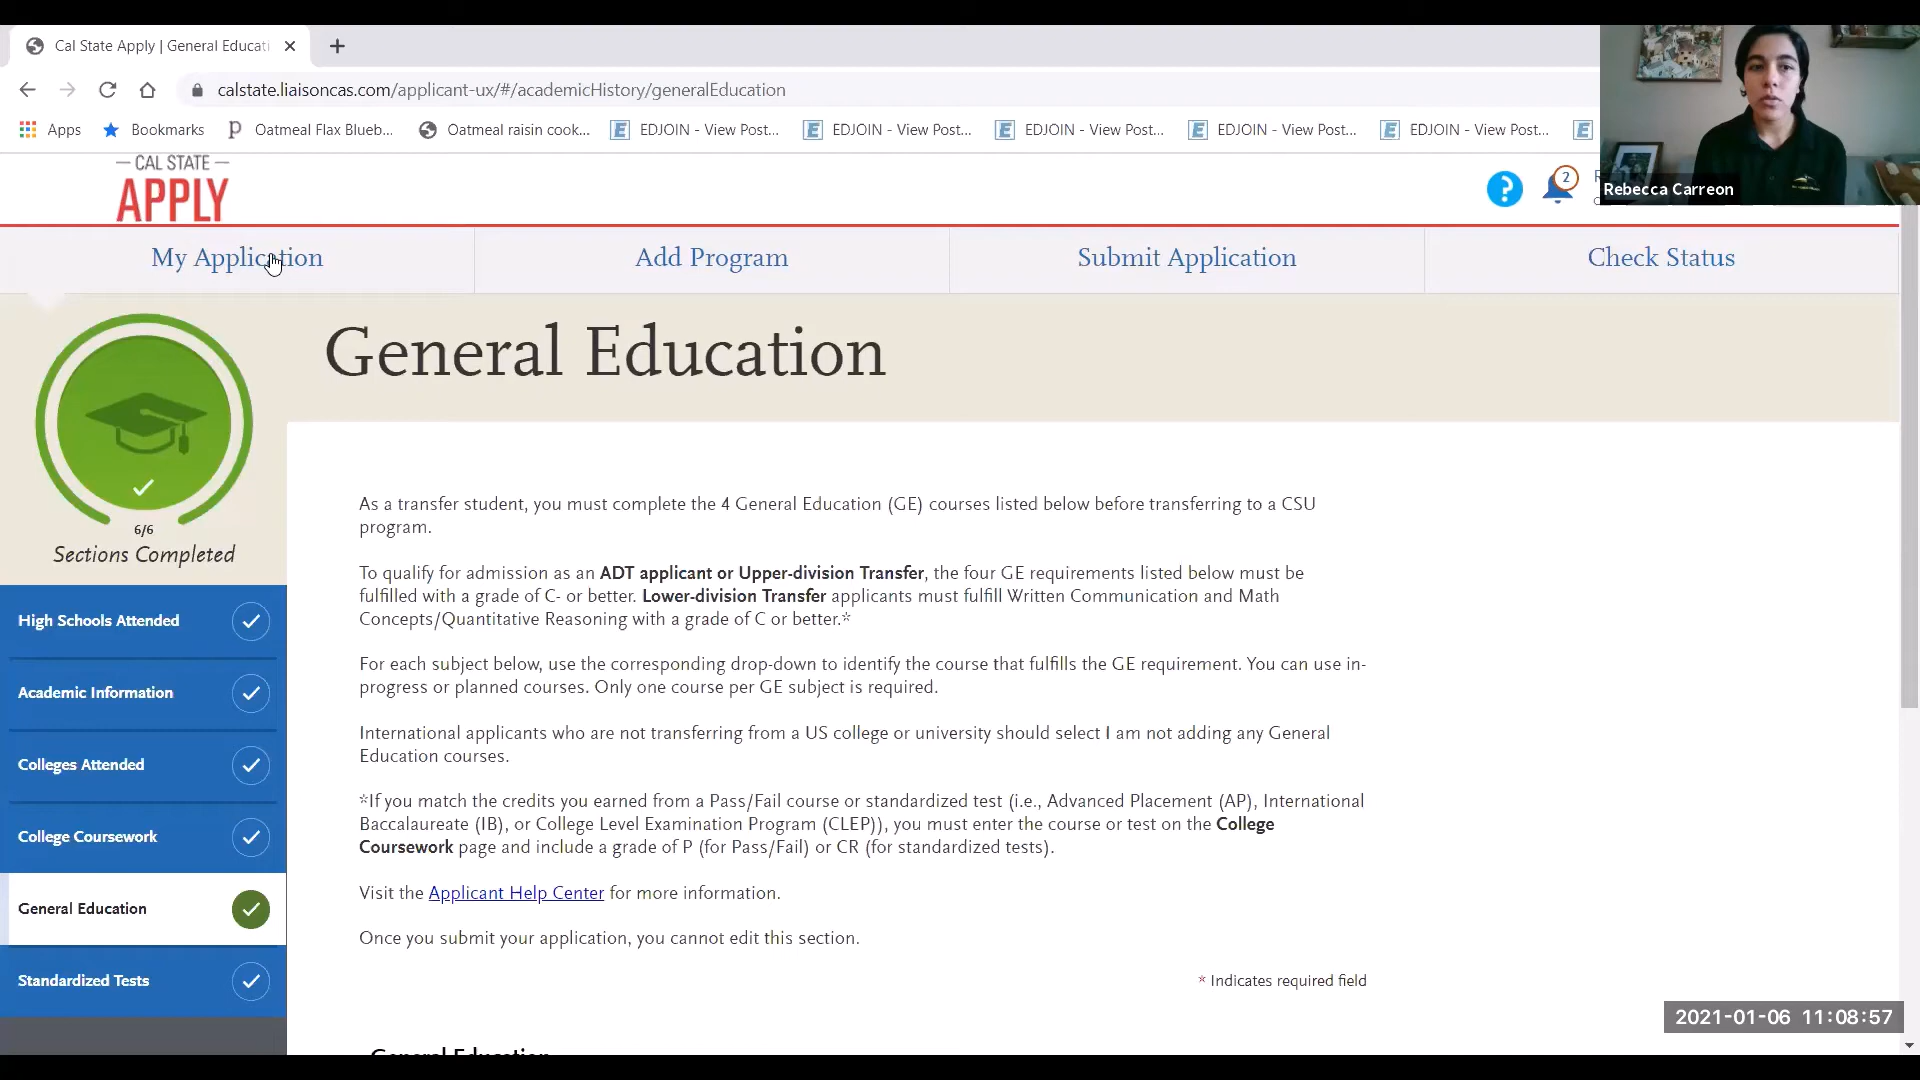 Cal State Apply | General Educati
calstate.liaisoncas.com/applicant-ux/#/academicHistory/generalEducation
Apps
Bookmarks
Oatmeal Flax Blueb...
Oatmeal raisin cook...
EDJOIN - View Post...
EDJOIN - View Post...
EDJOIN - View Post...
EDJOIN - View Post...
EDJOIN - View Post...
CAL STATE
APPLY
2
Rebecca Carreon
My Application
Add Program
Submit Application
Check Status
General Education
6/6
Sections Completed
High Schools Attended
Academic Information
Colleges Attended
College Coursework
General Education
Standardized Tests
As a transfer student, you must complete the 4 General Education (GE) courses listed below before transferring to a CSU
program.
To qualify for admission as an ADT applicant or Upper-division Transfer, the four GE requirements listed below must be
fulfilled with a grade of C- or better. Lower-division Transfer applicants must fulfill Written Communication and Math
Concepts/Quantitative Reasoning with a grade of C or better.*
For each subject below, use the corresponding drop-down to identify the course that fulfills the GE requirement. You can use in-
progress or planned courses. Only one course per GE subject is required.
International applicants who are not transferring from a US college or university should select I am not adding any General
Education courses.
*If you match the credits you earned from a Pass/Fail course or standardized test (i.e., Advanced Placement (AP), International
Baccalaureate (IB), or College Level Examination Program (CLEP)), you must enter the course or test on the College
Coursework page and include a grade of P (for Pass/Fail) or CR (for standardized tests).
Visit the Applicant Help Center for more information.
Once you submit your application, you cannot edit this section.
* Indicates required field
General Education
2021-01-06 11:08:57